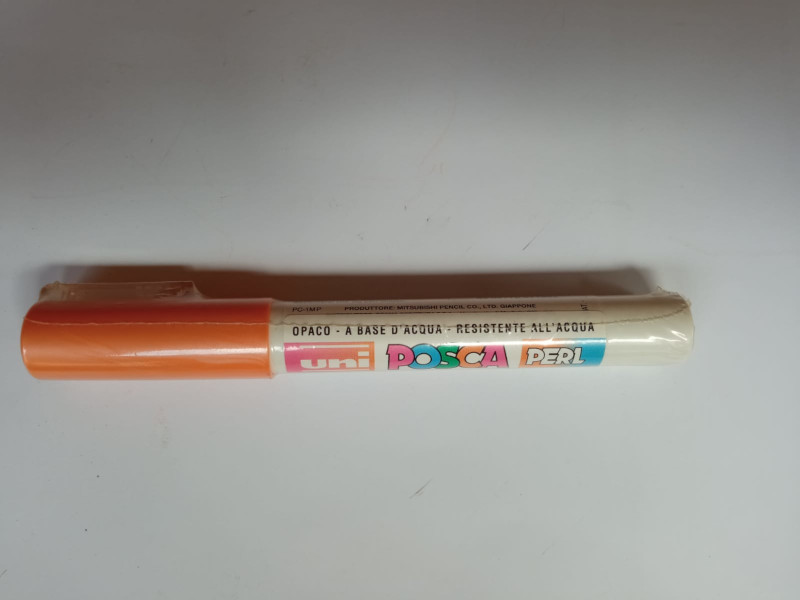 PC-1MP PRODUTTORE: MITSUBISHI PENCIL CO., LTD. GIAPPONE
OPACO - A BASE D'ACQUA - RESISTENTE ALL'ACQUA
uni POSCA PERL